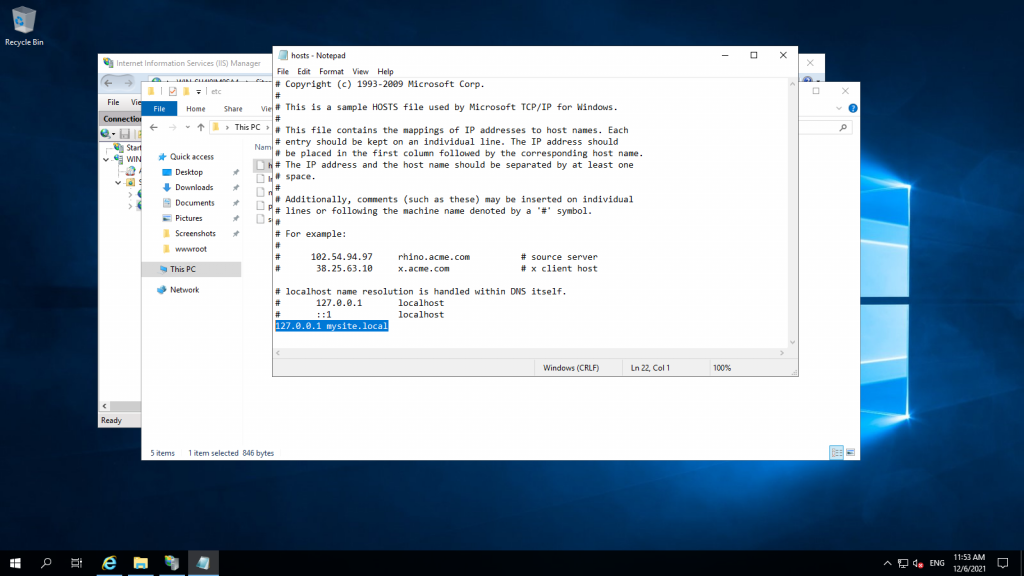 Recycle Bin
Internet Information Services (IIS) Manager
File
Connection
Start
WIN
Ready
etc
File Home Share
This PC
Quick access
Desktop
Downloads
Documents
Pictures
Screenshots
wwwroot
This PC
Network
5 items 1 item selected 846 bytes
hosts - Notepad
File Edit Format View Help
# Copyright (c) 1993-2009 Microsoft Corp.
#
# This is a sample HOSTS file used by Microsoft TCP/IP for Windows.
#
# This file contains the mappings of IP addresses to host names. Each
# entry should be kept on an individual line. The IP address should
# be placed in the first column followed by the corresponding host name.
# The IP address and the host name should be separated by at least one
# space.
#
# Additionally, comments (such as these) may be inserted on individual
# lines or following the machine name denoted by a '#' symbol.
#
# For example:
#
# 102.54.94.97 rhino.acme.com # source server
# 38.25.63.10 x.acme.com # x client host

# localhost name resolution is handled within DNS itself.
# 127.0.0.1 localhost
# ::1 localhost
127.0.0.1 mysite.local
Windows (CRLF) Ln 22, Col 1 100%
ENG
11:53 AM
12/6/2021